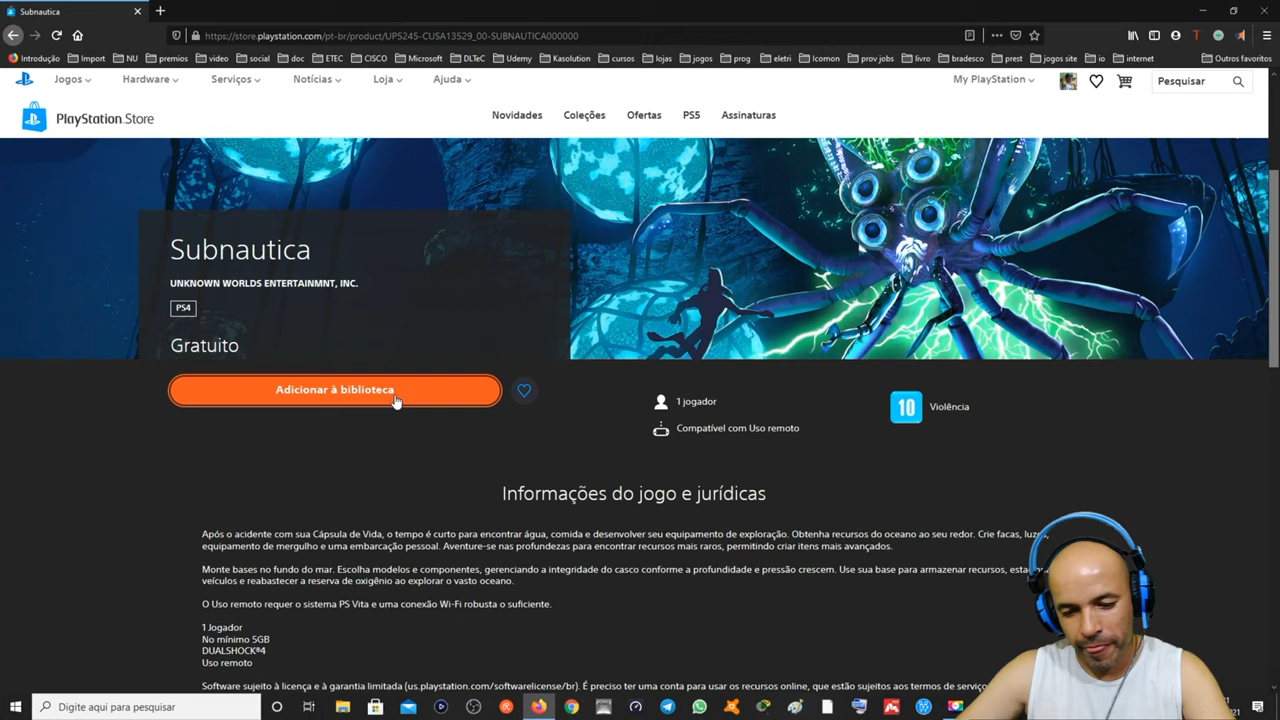 Subnautica
https://store.playstation.com/pt-br/product/UP5245-CUSA13529_00-SUBNAUTICA000000
Introdução Import NU premios video social doc ETEC CISCO Microsoft DLTeC Udemy Kasolution cursos lojas jogos prog eletri Icomon prov jobs livro bradesco prest jogos site io internet Outros favoritos
Jogos Hardware Serviços Notícias Loja Ajuda My PlayStation Pesquisar
PlayStation.Store Novidades Coleções Ofertas PS5 Assinaturas
Subnautica
UNKNOWN WORLDS ENTERTAINMNT, INC.
PS4
Gratuito
Adicionar à biblioteca
1 jogador
Compatível com Uso remoto
10 Violência
Informações do jogo e jurídicas
Após o acidente com sua Cápsula de Vida, o tempo é curto para encontrar água, comida e desenvolver seu equipamento de exploração. Obtenha recursos do oceano ao seu redor. Crie facas, luzes,
equipamento de mergulho e uma embarcação pessoal. Aventure-se nas profundezas para encontrar recursos mais raros, permitindo criar itens mais avançados.
Monte bases no fundo do mar. Escolha modelos e componentes, gerenciando a integridade do casco conforme a profundidade e pressão crescem. Use sua base para armazenar recursos,
veículos e reabastecer a reserva de oxigênio ao explorar o vasto oceano.
O Uso remoto requer o sistema PS Vita e uma conexão Wi-Fi robusta o suficiente.
1 Jogador
No mínimo 5GB
DUALSHOCK®4
Uso remoto
Software sujeito à licença e à garantia limitada (us.playstation.com/softwarelicense/br). É preciso ter uma conta para usar os recursos online, que estão sujeitos aos termos de serviço
Digite aqui para pesquisar